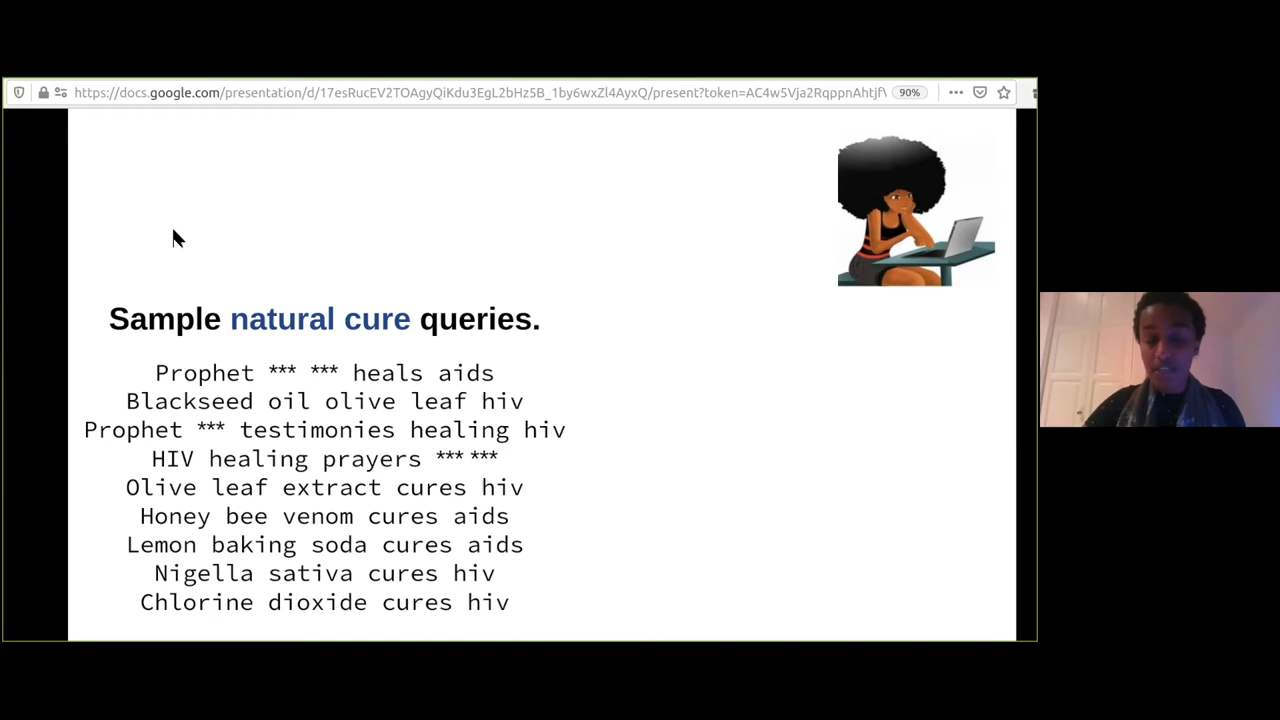 https://docs.google.com/presentation/d/17esRucEV2TOAgyQiKdu3EgL2bHz5B_1by6wxZl4AyxQ/present?token=AC4w5Vja2RqppnAhtjf
90%
Sample natural cure queries.
Prophet *** *** heals aids
Blackseed oil olive leaf hiv
Prophet *** testimonies healing hiv
HIV healing prayers *** ***
Olive leaf extract cures hiv
Honey bee venom cures aids
Lemon baking soda cures aids
Nigella sativa cures hiv
Chlorine dioxide cures hiv